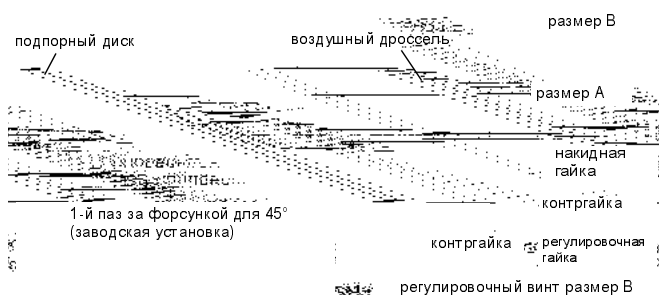 размер В
подпорный диск
воздушный дроссель
размер А
накидная
гайка
контргайка
1-й паз за форсункой для 45°
(заводская установка)
контргайка
регулировочная
гайка
регулировочный винт размер В